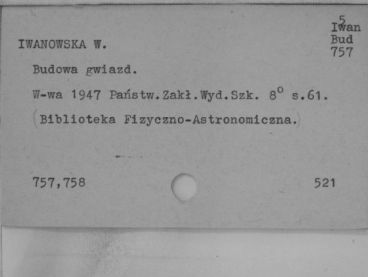 5
Iwan
Bud
757
IWANOWSKA W.
Budowa gwiazd.
W-wa 1947 Państw.Zakł.Wyd.Szk. 8° s.61.
(Biblioteka Fizyczno-Astronomiczna.)
757,758
521